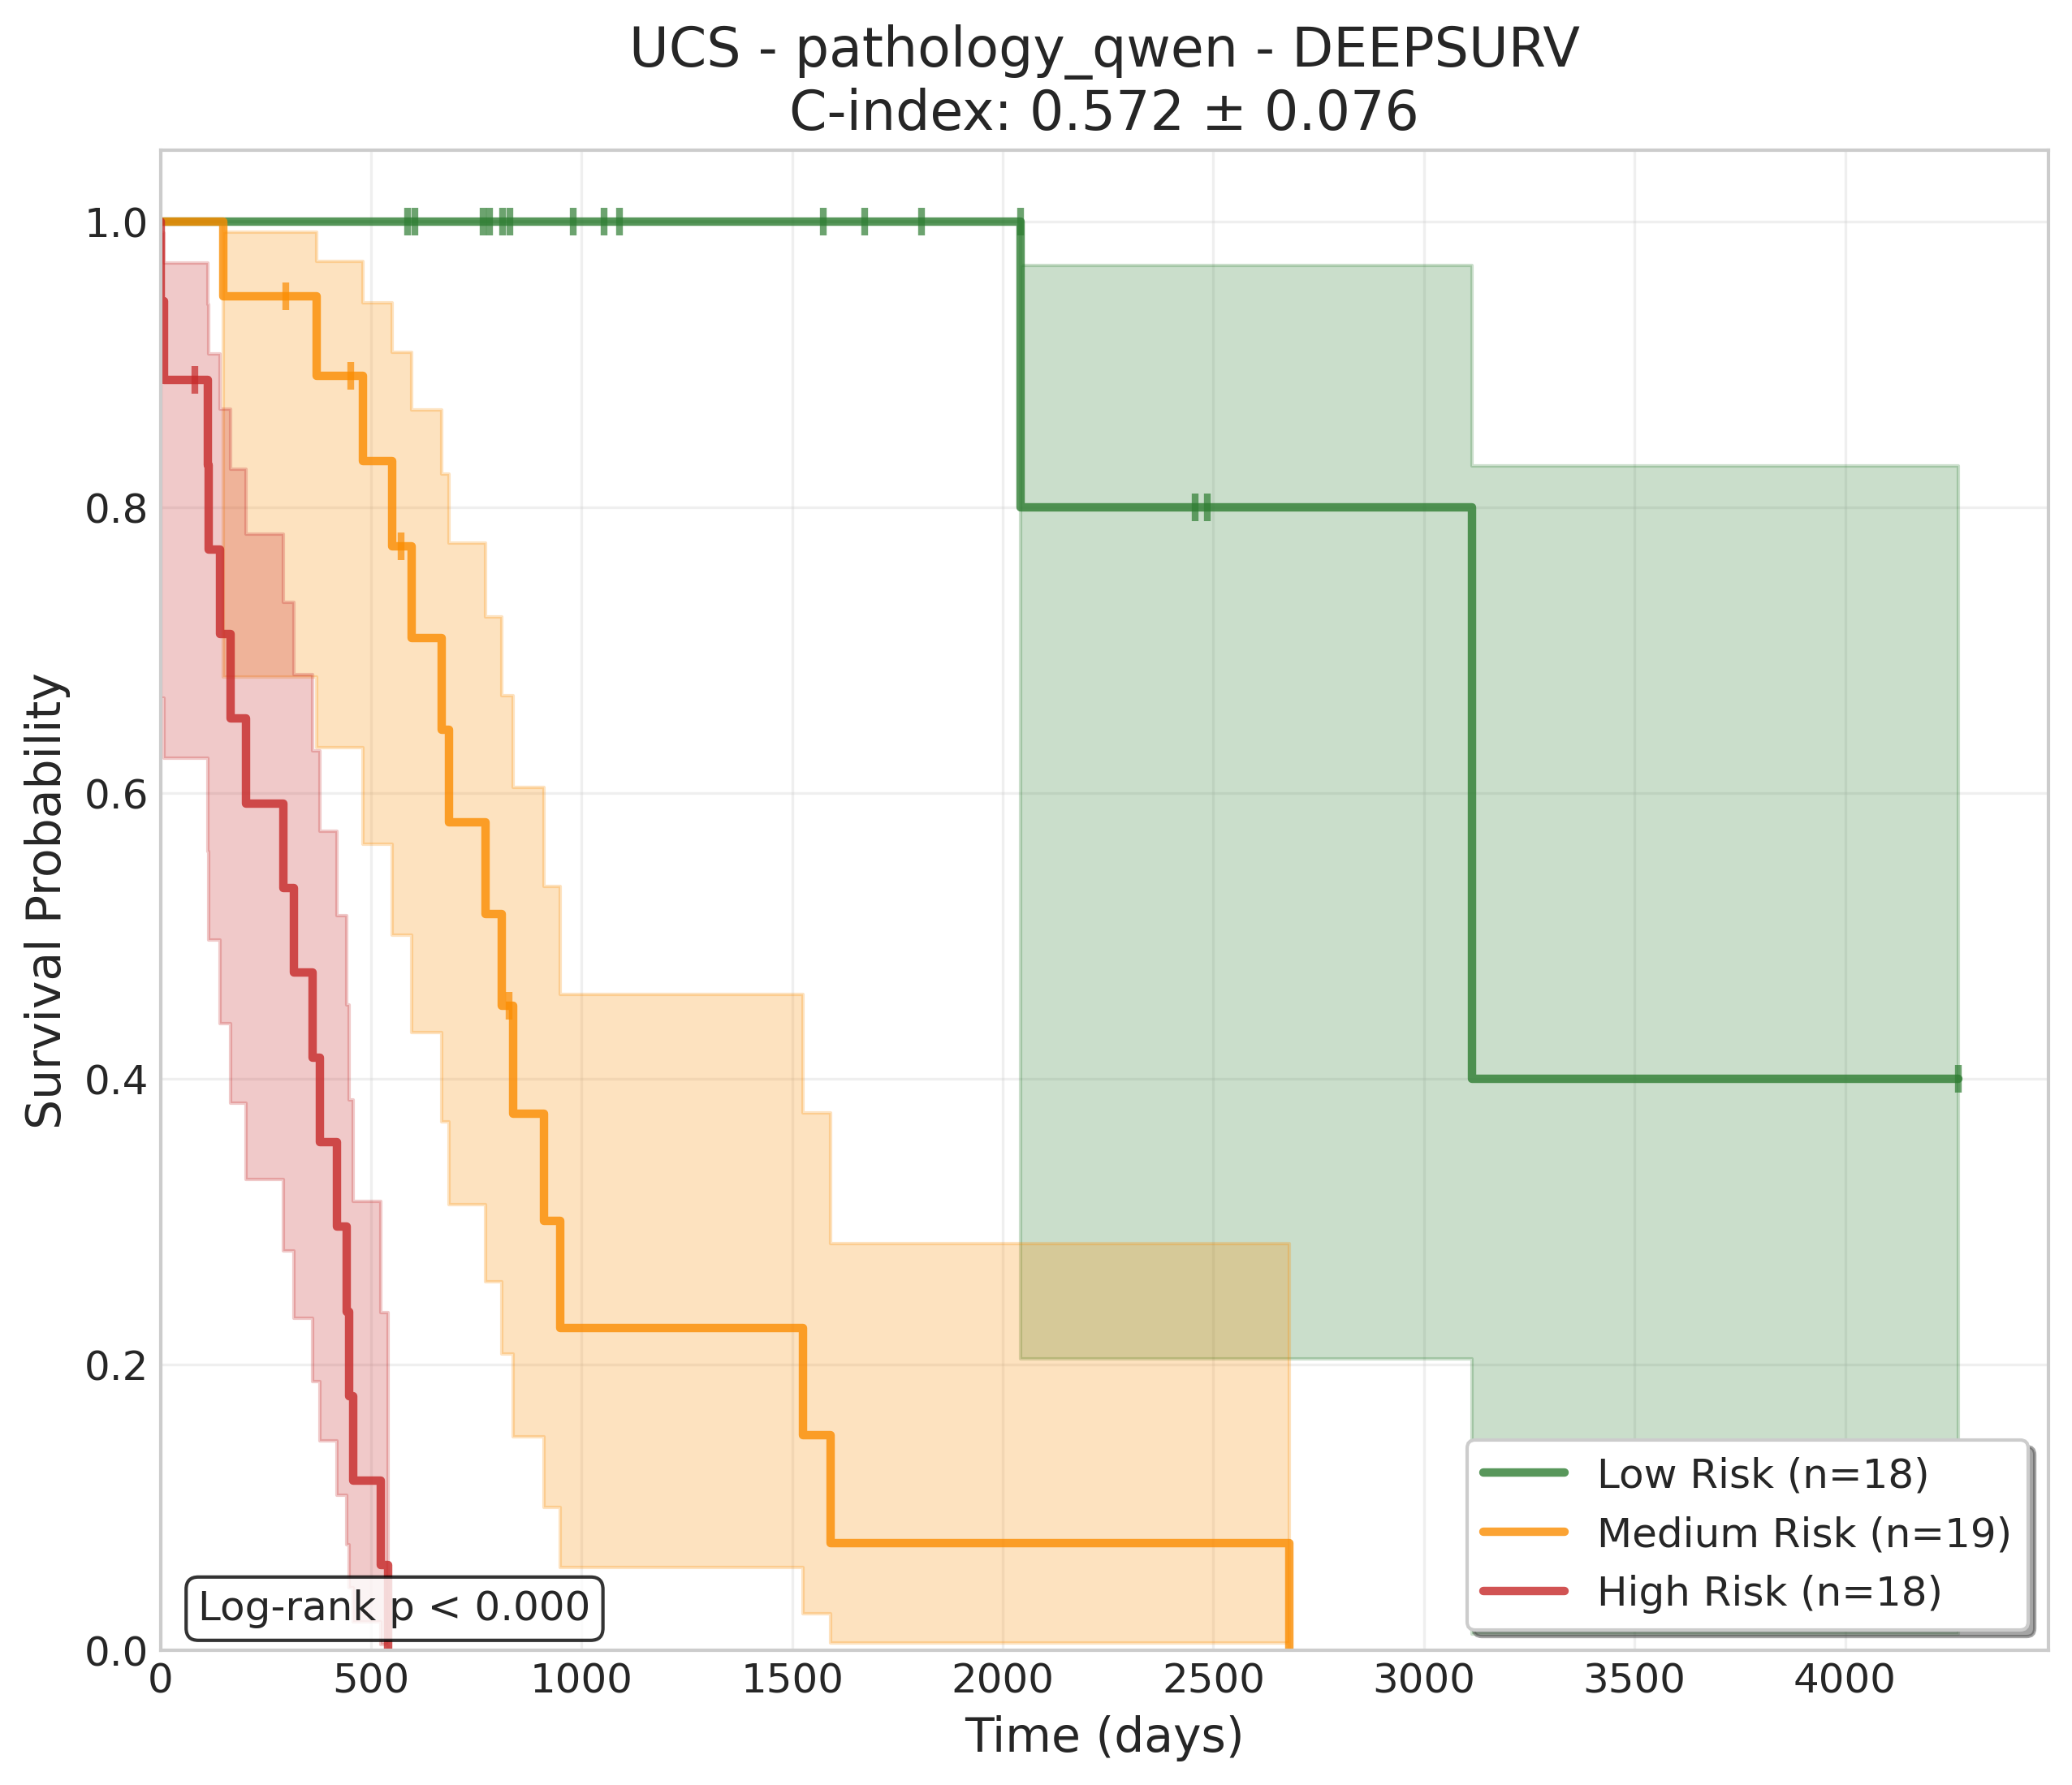 UCS - pathology_qwen - DEEPSURV
C-index: 0.572 ± 0.076
Survival Probability
1.0
0.8
0.6
0.4
0.2
0.0
Log-rank p < 0.000
Low Risk (n=18)
Medium Risk (n=19)
High Risk (n=18)
0 500 1000 1500 2000 2500 3000 3500 4000
Time (days)